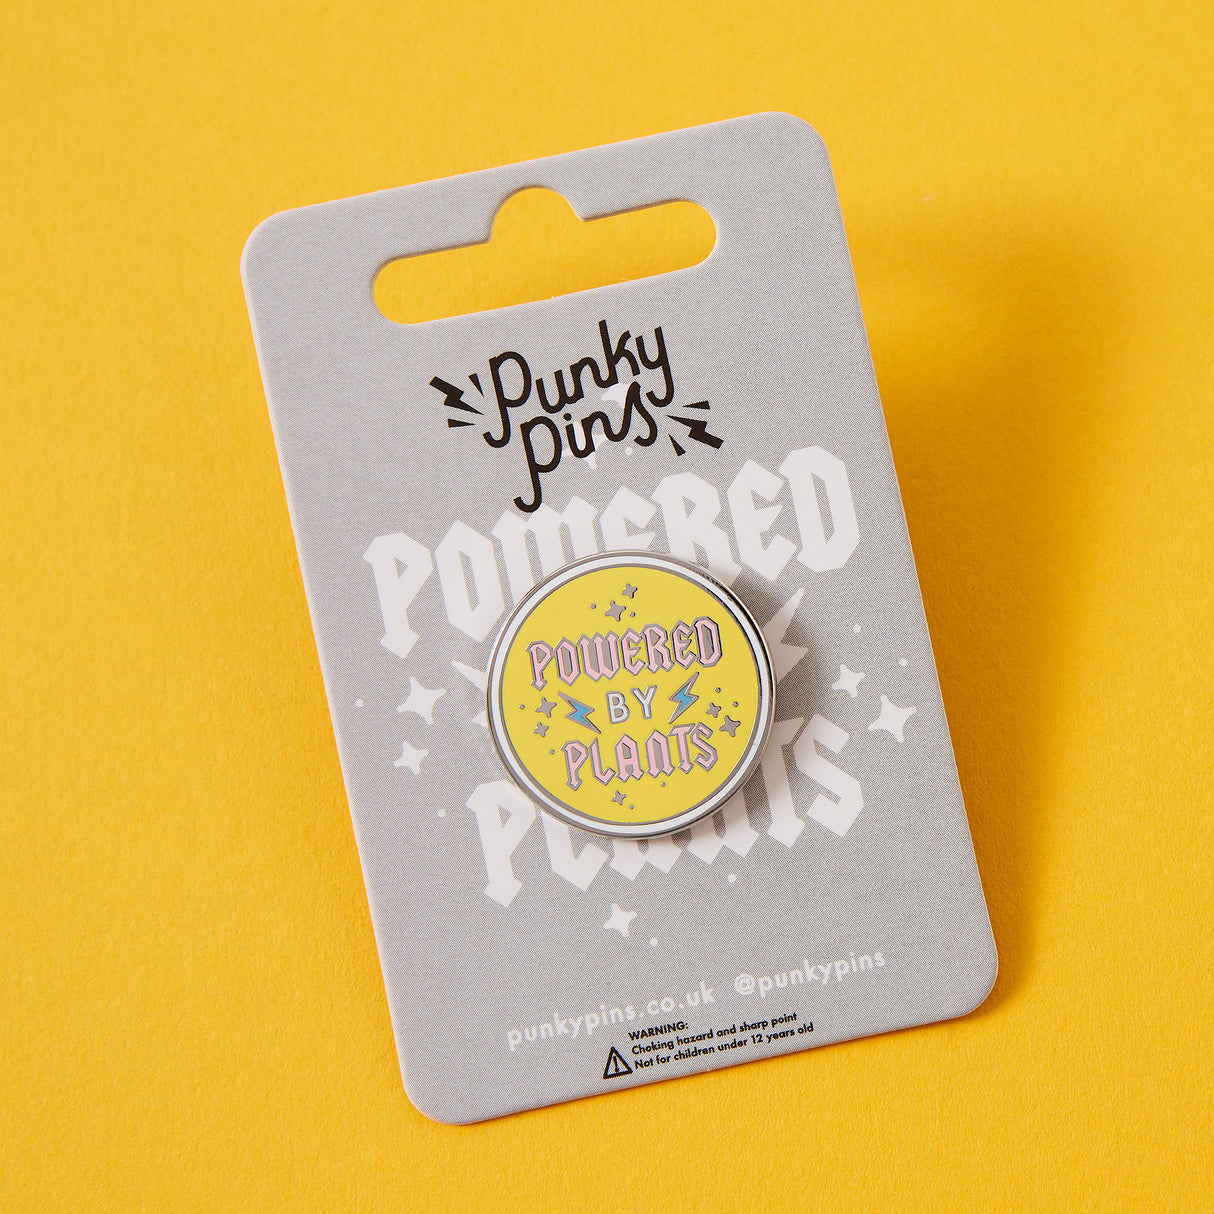 Punky
Pins
POWERED
POWERED
BY
PLANTS
PLANTS
punkypins.co.uk @punkypins
WARNING:
Choking hazard and sharp point
Not for children under 12 years old